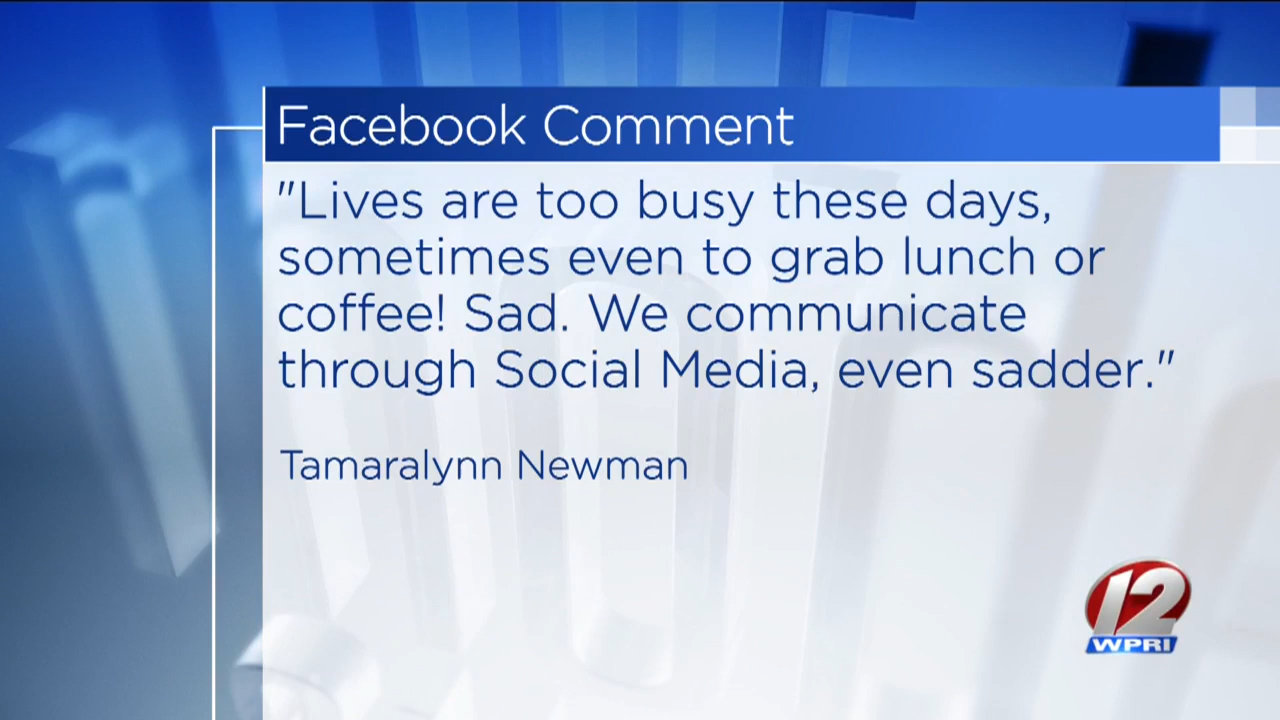 Facebook Comment
"Lives are too busy these days,
sometimes even to grab lunch or
coffee! Sad. We communicate
through Social Media, even sadder."
Tamaralynn Newman
12
WPRI